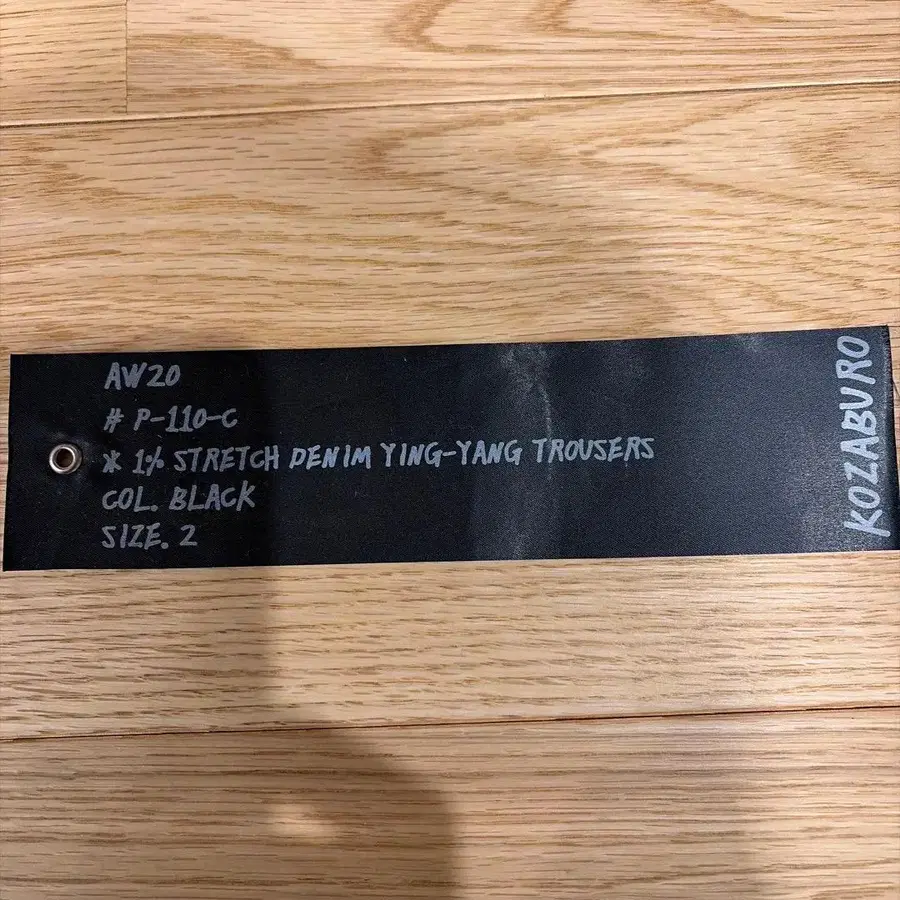 AW20
# P-110-C
* 1% STRETCH DENIM YING-YANG TROUSERS
COL. BLACK
SIZE. 2
KOZABURO